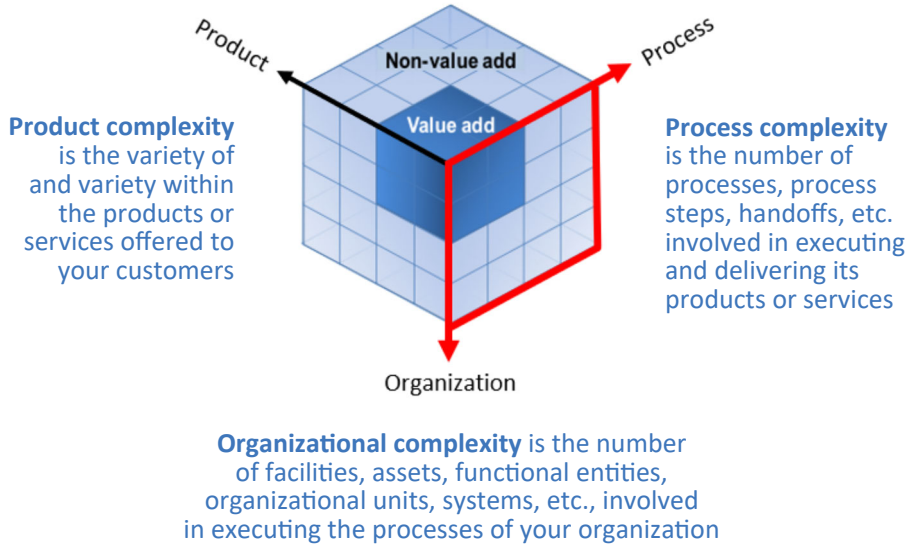 Product
Process
Non-value add
Value add
Product complexity
is the variety of
and variety within
the products or
services offered to
your customers
Process complexity
is the number of
processes, process
steps, handoffs, etc.
involved in executing
and delivering its
products or services
Organization
Organizational complexity is the number
of facilities, assets, functional entities,
organizational units, systems, etc., involved
in executing the processes of your organization